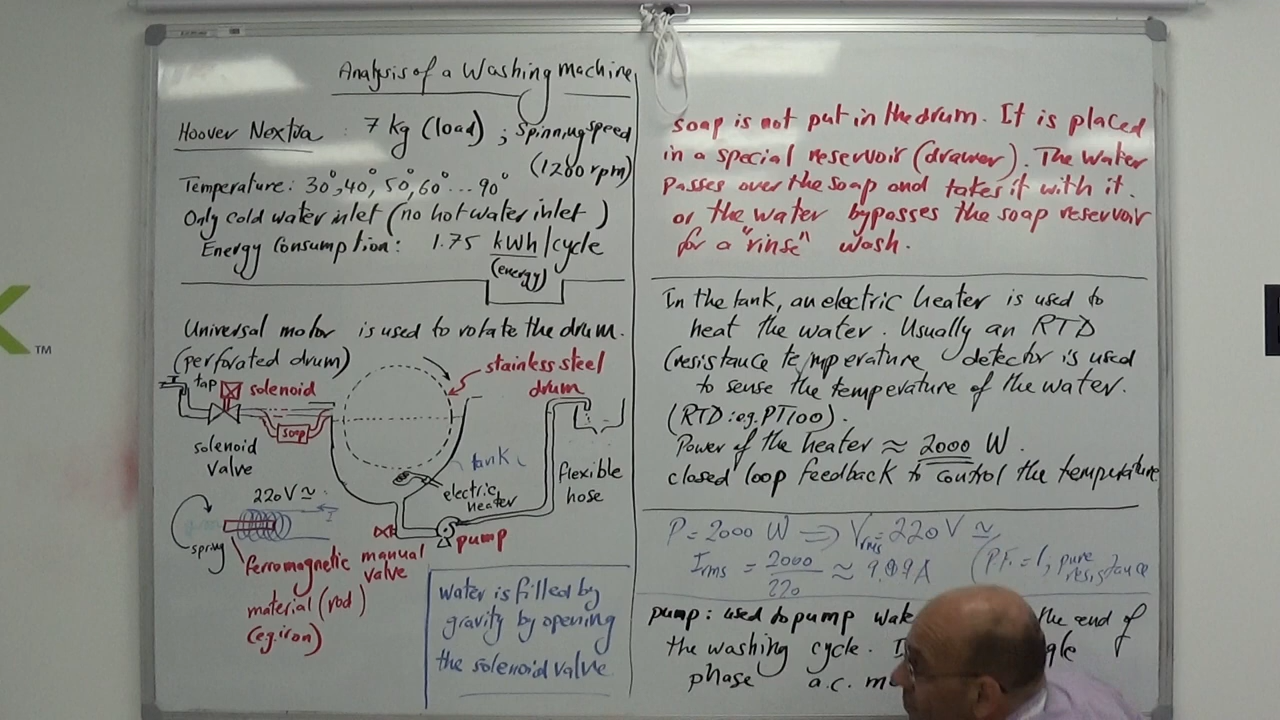 Analysis of a Washing Machine
Hoover Nextra : 7 kg (load) ; spinning speed
(1200 rpm)
Temperature: 30°, 40°, 50°, 60° ... 90°
Only cold water inlet (no hot water inlet)
Energy Consumption: 1.75 kWh/cycle
(energy)
Universal motor is used to rotate the drum.
(perforated drum)
stainless steel
drum
tap
solenoid
soap
solenoid
valve
tank
electric
heater
flexible
hose
pump
manual
valve
220V ≃
I
spring
ferromagnetic
material (rod)
(e.g. iron)
water is filled by
gravity by opening
the solenoid valve
soap is not put in the drum. It is placed
in a special reservoir (drawer). The water
passes over the soap and takes it with it.
or the water bypasses the soap reservoir
for a "rinse" wash.
In the tank, an electric heater is used to
heat the water. Usually an RTD
(resistance temperature detector is used
to sense the temperature of the water.
(RTD: e.g. PT100).
Power of the heater ≈ 2000 W.
closed loop feedback to control the temperature
P = 2000 W ⇒ Vrms = 220 V ≃
Irms = 2000/220 ≈ 9.09A (P.F. = 1, pure
resistance
pump: used to pump the end of
the washing cycle.
phase a.c.
TM